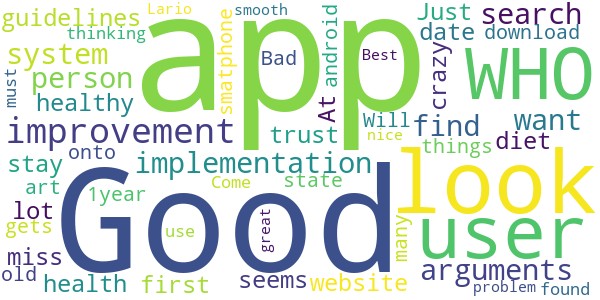 guidelines
Lario
smooth
Just
search
thinking
app
Bad
Best
android
smatphone
At
crazy
date
download
WHO
system
person
must
healthy
improvement
trust
Will
nice
find
want
onto
Good
implementation
things
diet
look
stay
art
lot
1year
Come
state
use
great
many
user
gets
miss
old
health
first
seems
website
arguments
problem
found